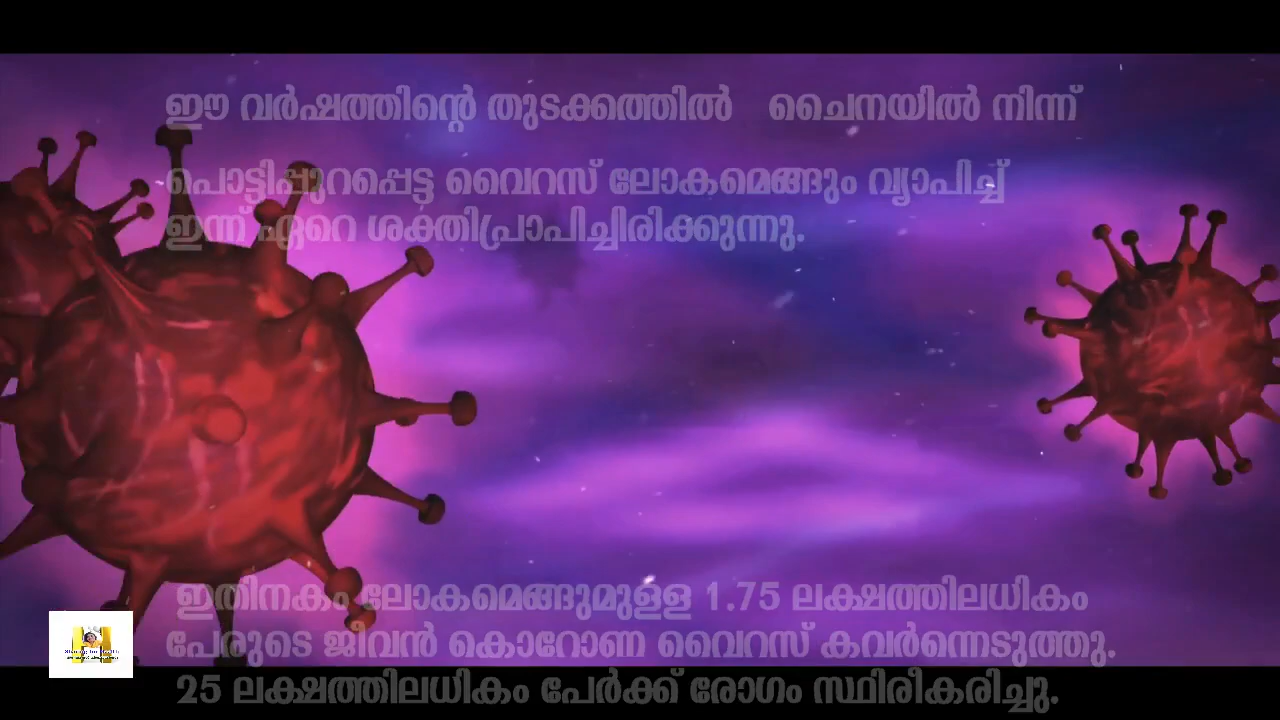 ഈ വർഷത്തിന്റെ തുടക്കത്തിൽ ചൈനയിൽ നിന്ന്
പൊട്ടിപ്പുറപ്പെട്ട വൈറസ് ലോകമെങ്ങും വ്യാപിച്ച്
ഇന്ന് ഏറെ ശക്തിപ്രാപിച്ചിരിക്കുന്നു.
ഇതിനകം ലോകമെങ്ങുമുള്ള 1.75 ലക്ഷത്തിലധികം
പേരുടെ ജീവൻ കൊറോണ വൈറസ് കവർന്നെടുത്തു.
25 ലക്ഷത്തിലധികം പേർക്ക് രോഗം സ്ഥിരീകരിച്ചു.